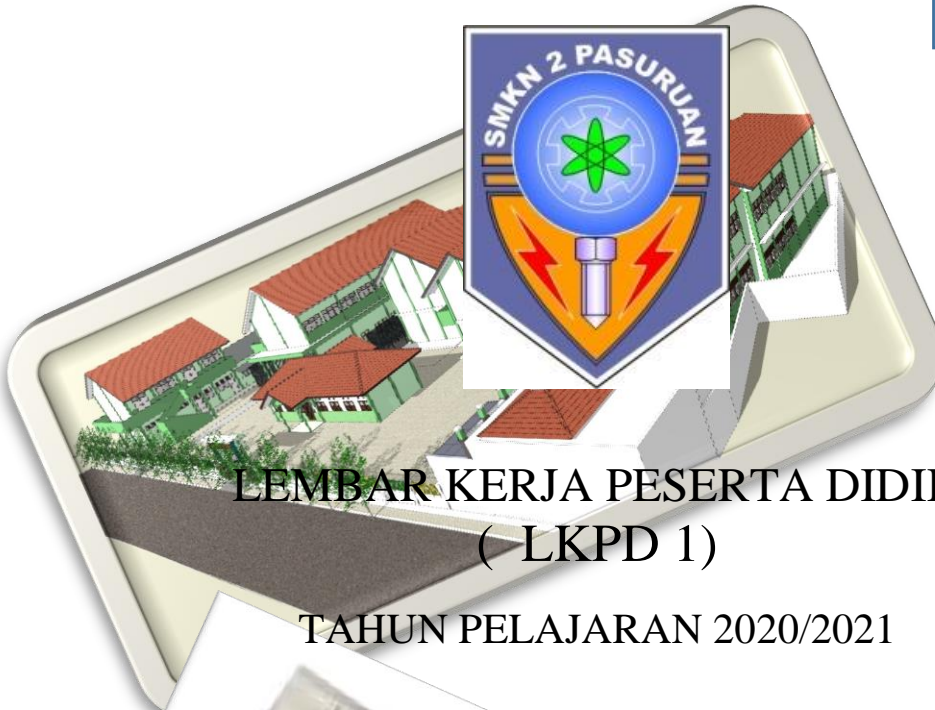 SMKN 2 PASURUAN
LEMBAR KERJA PESERTA DIDIK
( LKPD 1)
TAHUN PELAJARAN 2020/2021